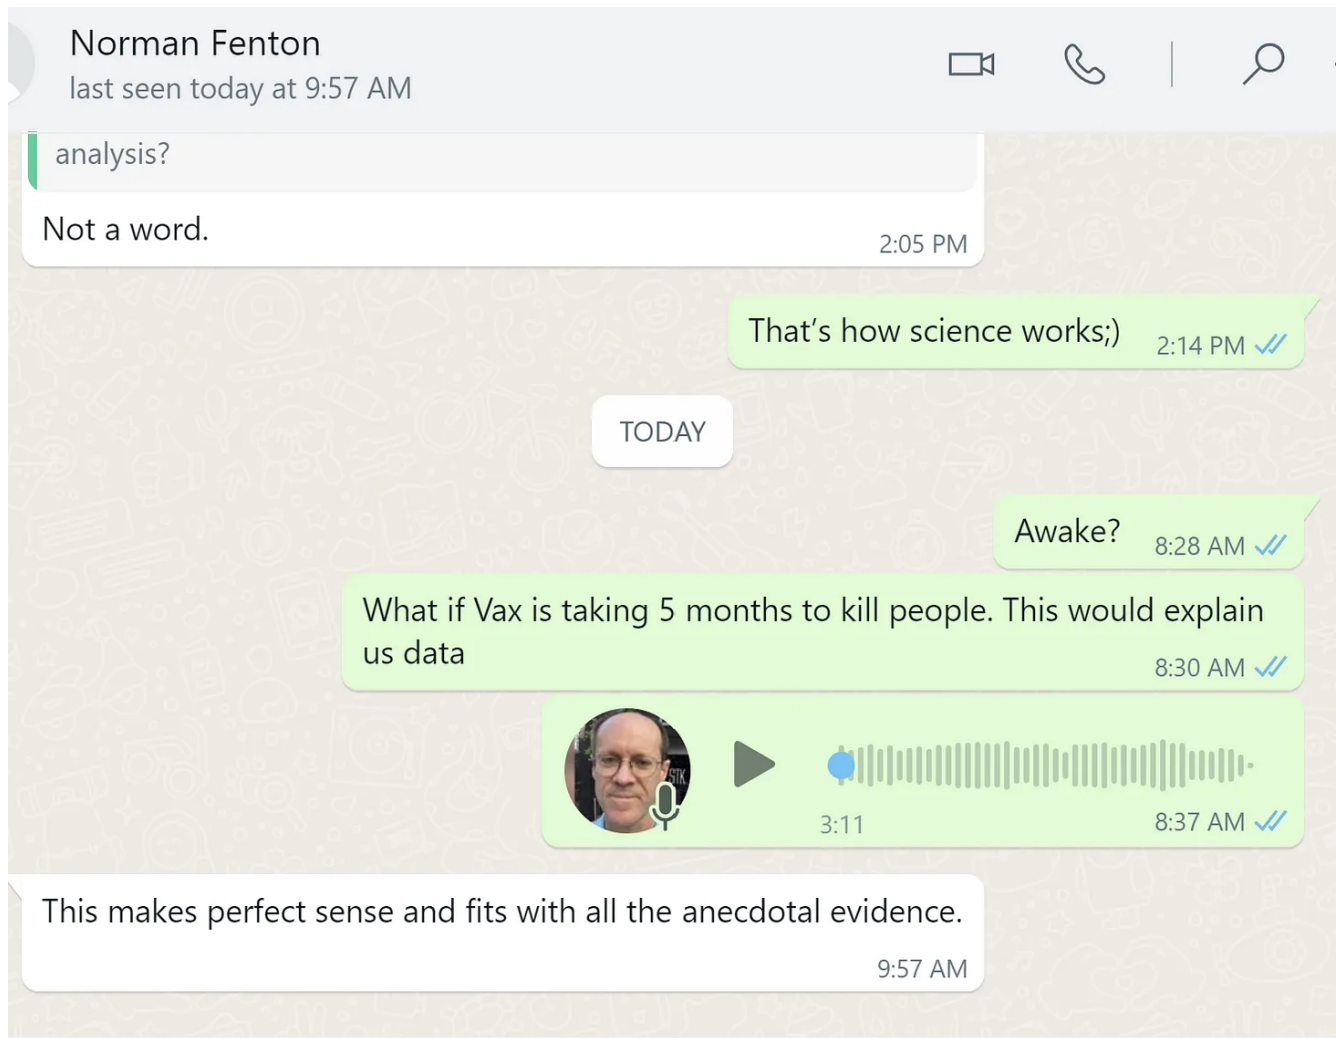 Norman Fenton
last seen today at 9:57 AM
analysis?
Not a word.
2:05 PM
That's how science works;)
2:14 PM
TODAY
Awake?
8:28 AM
What if Vax is taking 5 months to kill people. This would explain
us data
8:30 AM
STK
3:11
8:37 AM
This makes perfect sense and fits with all the anecdotal evidence.
9:57 AM